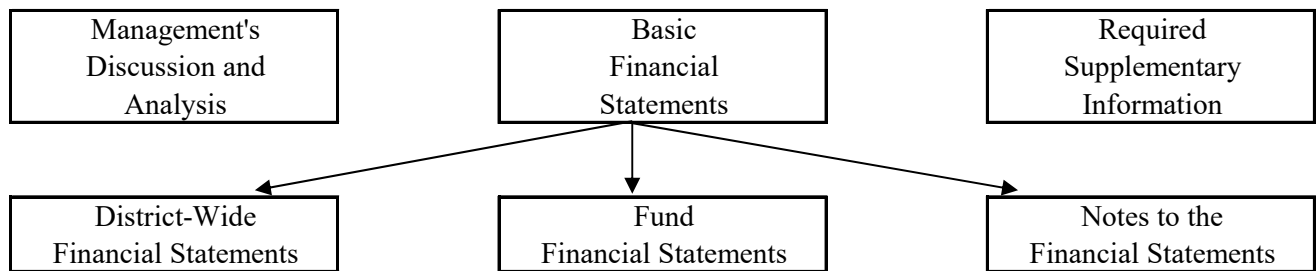 Management's
Discussion and
Analysis
Basic
Financial
Statements
Required
Supplementary
Information
District-Wide
Financial Statements
Fund
Financial Statements
Notes to the
Financial Statements